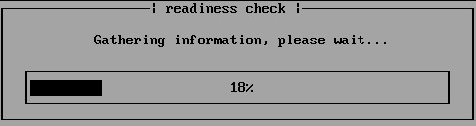 readiness check
Gathering information, please wait...
18%